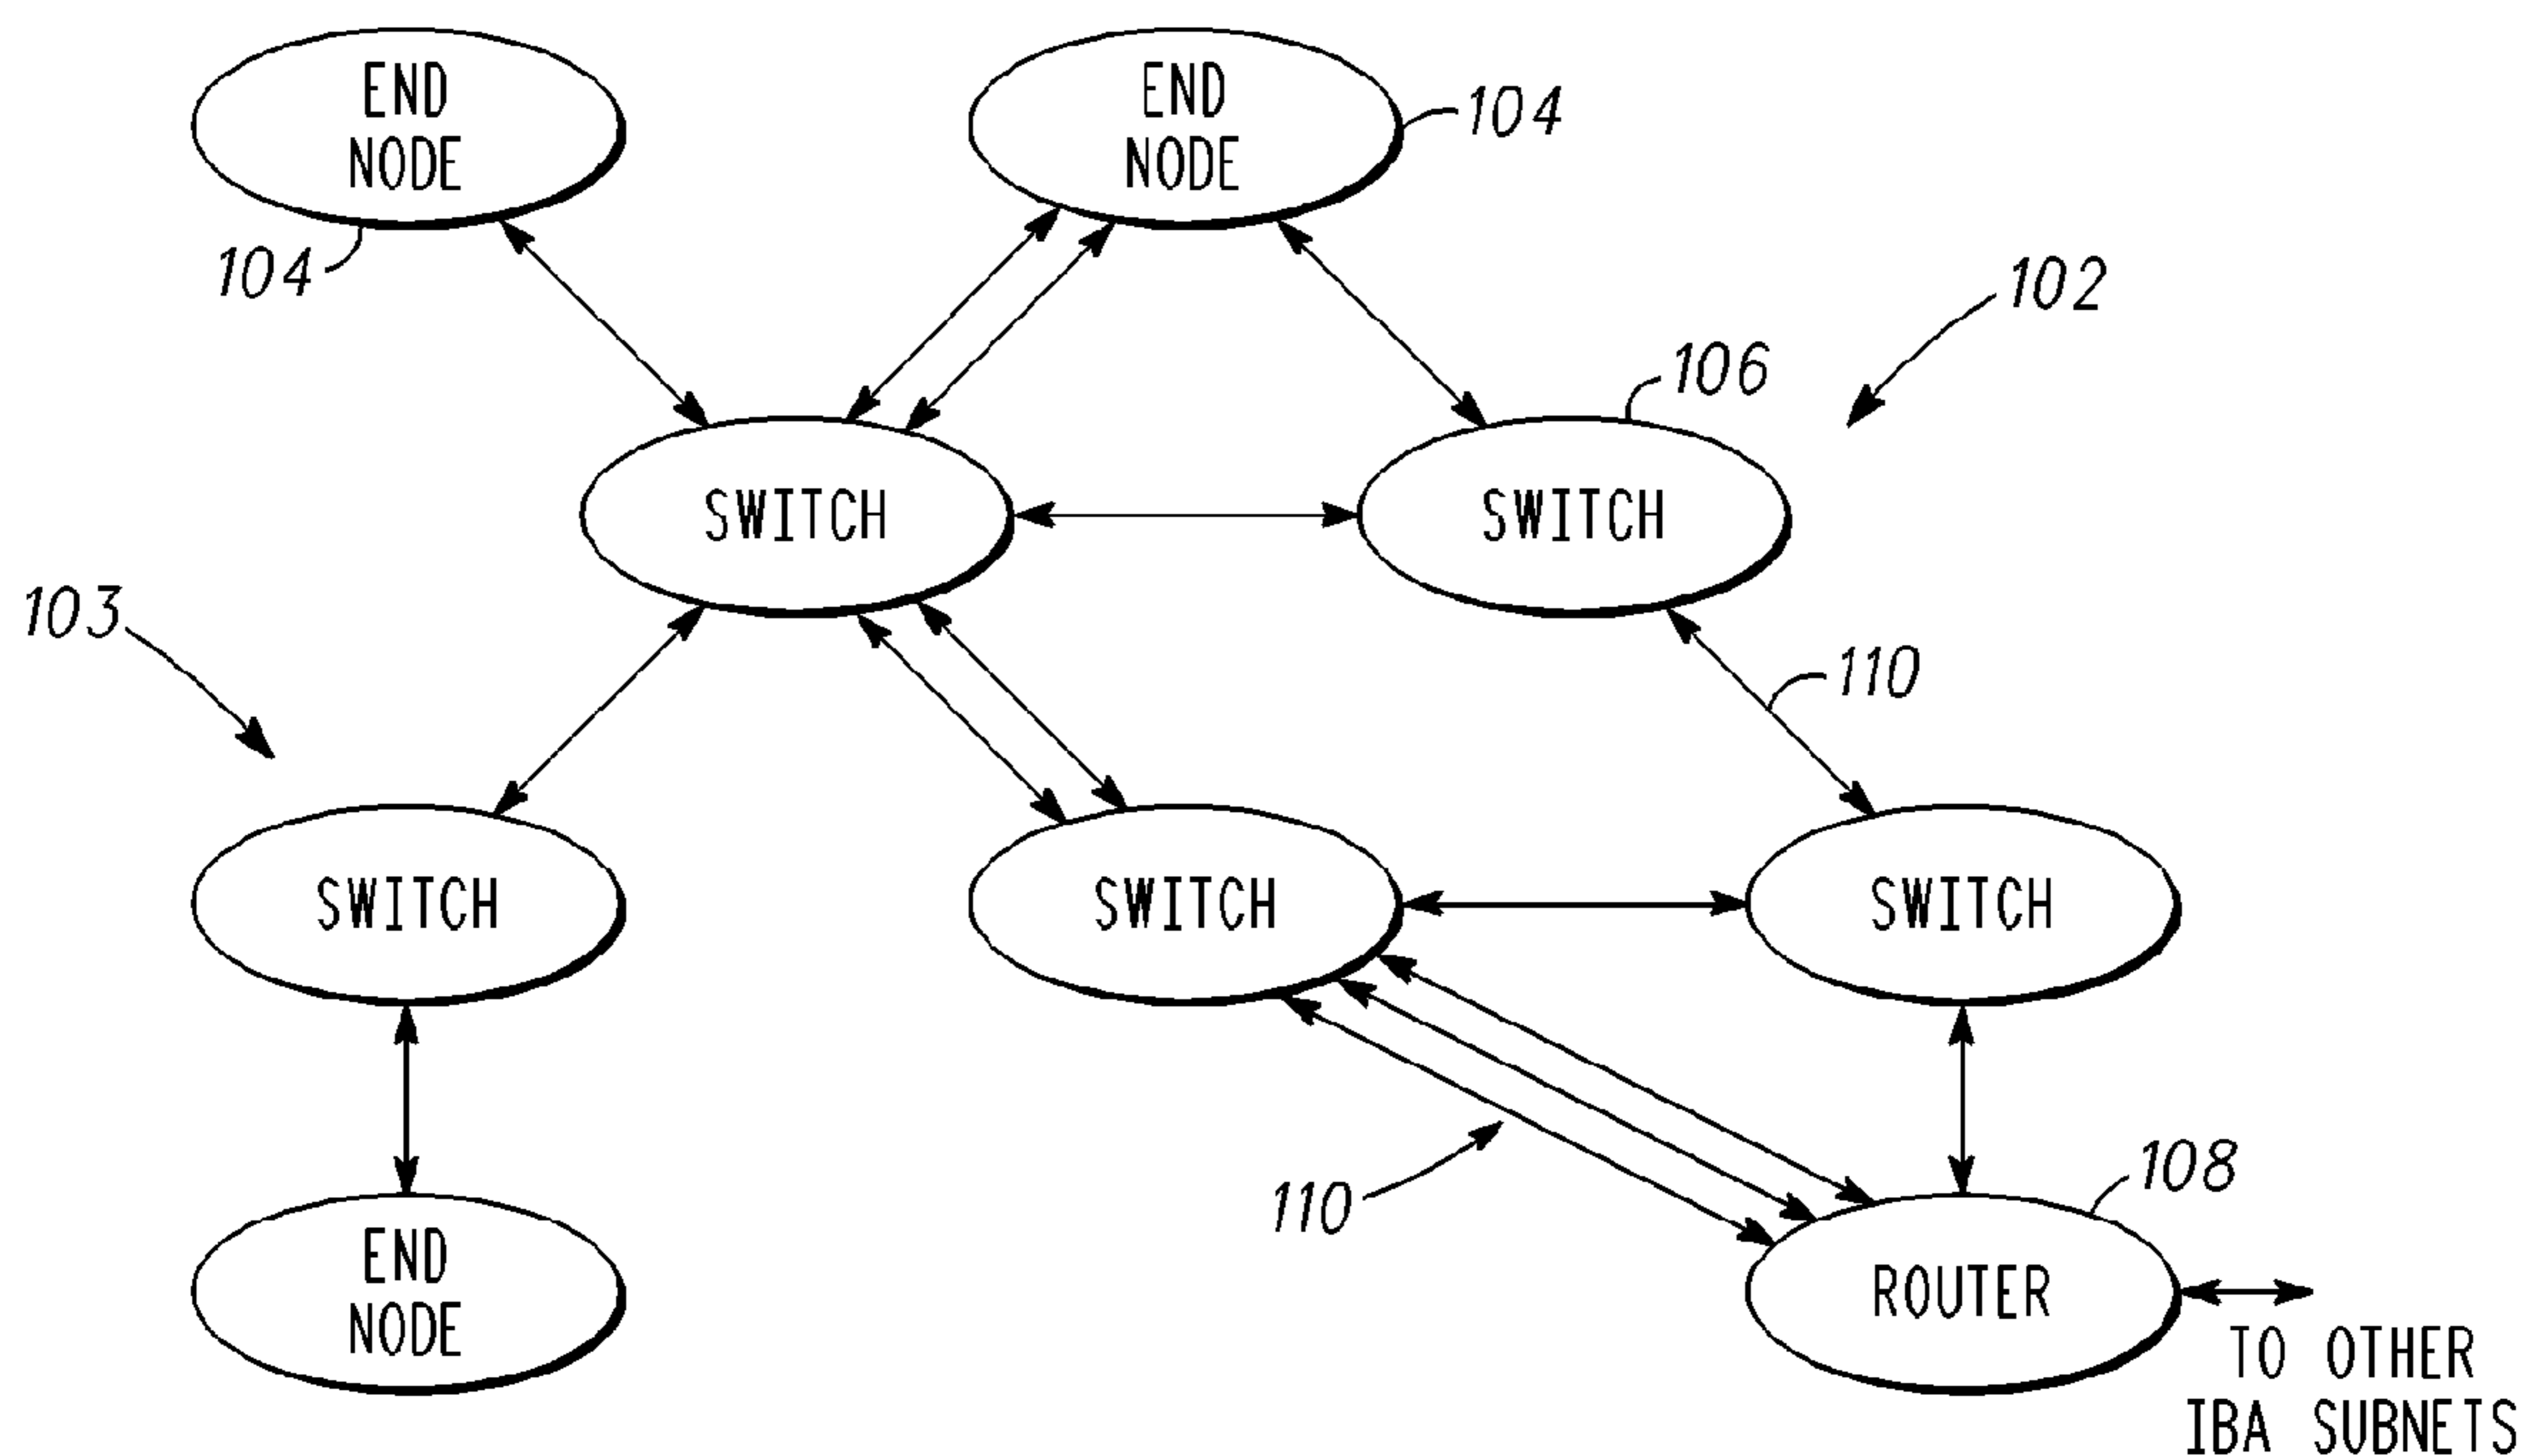 END
NODE
END
NODE
104
104
102
106
SWITCH
SWITCH
103
110
SWITCH
SWITCH
SWITCH
110
108
END
NODE
ROUTER
TO OTHER
IBA SUBNETS